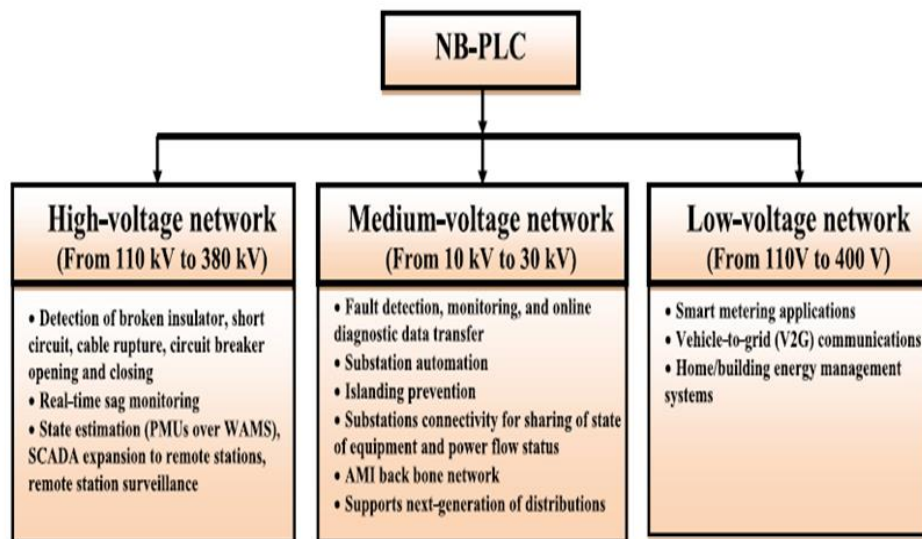 NB-PLC
High-voltage network
(From 110 kV to 380 kV)
• Detection of broken insulator, short
circuit, cable rupture, circuit breaker
opening and closing
• Real-time sag monitoring
• State estimation (PMUs over WAMS),
SCADA expansion to remote stations,
remote station surveillance
Medium-voltage network
(From 10 kV to 30 kV)
• Fault detection, monitoring, and online
diagnostic data transfer
• Substation automation
• Islanding prevention
• Substations connectivity for sharing of state
of equipment and power flow status
• AMI back bone network
• Supports next-generation of distributions
Low-voltage network
(From 110V to 400 V)
• Smart metering applications
• Vehicle-to-grid (V2G) communications
• Home/building energy management
systems